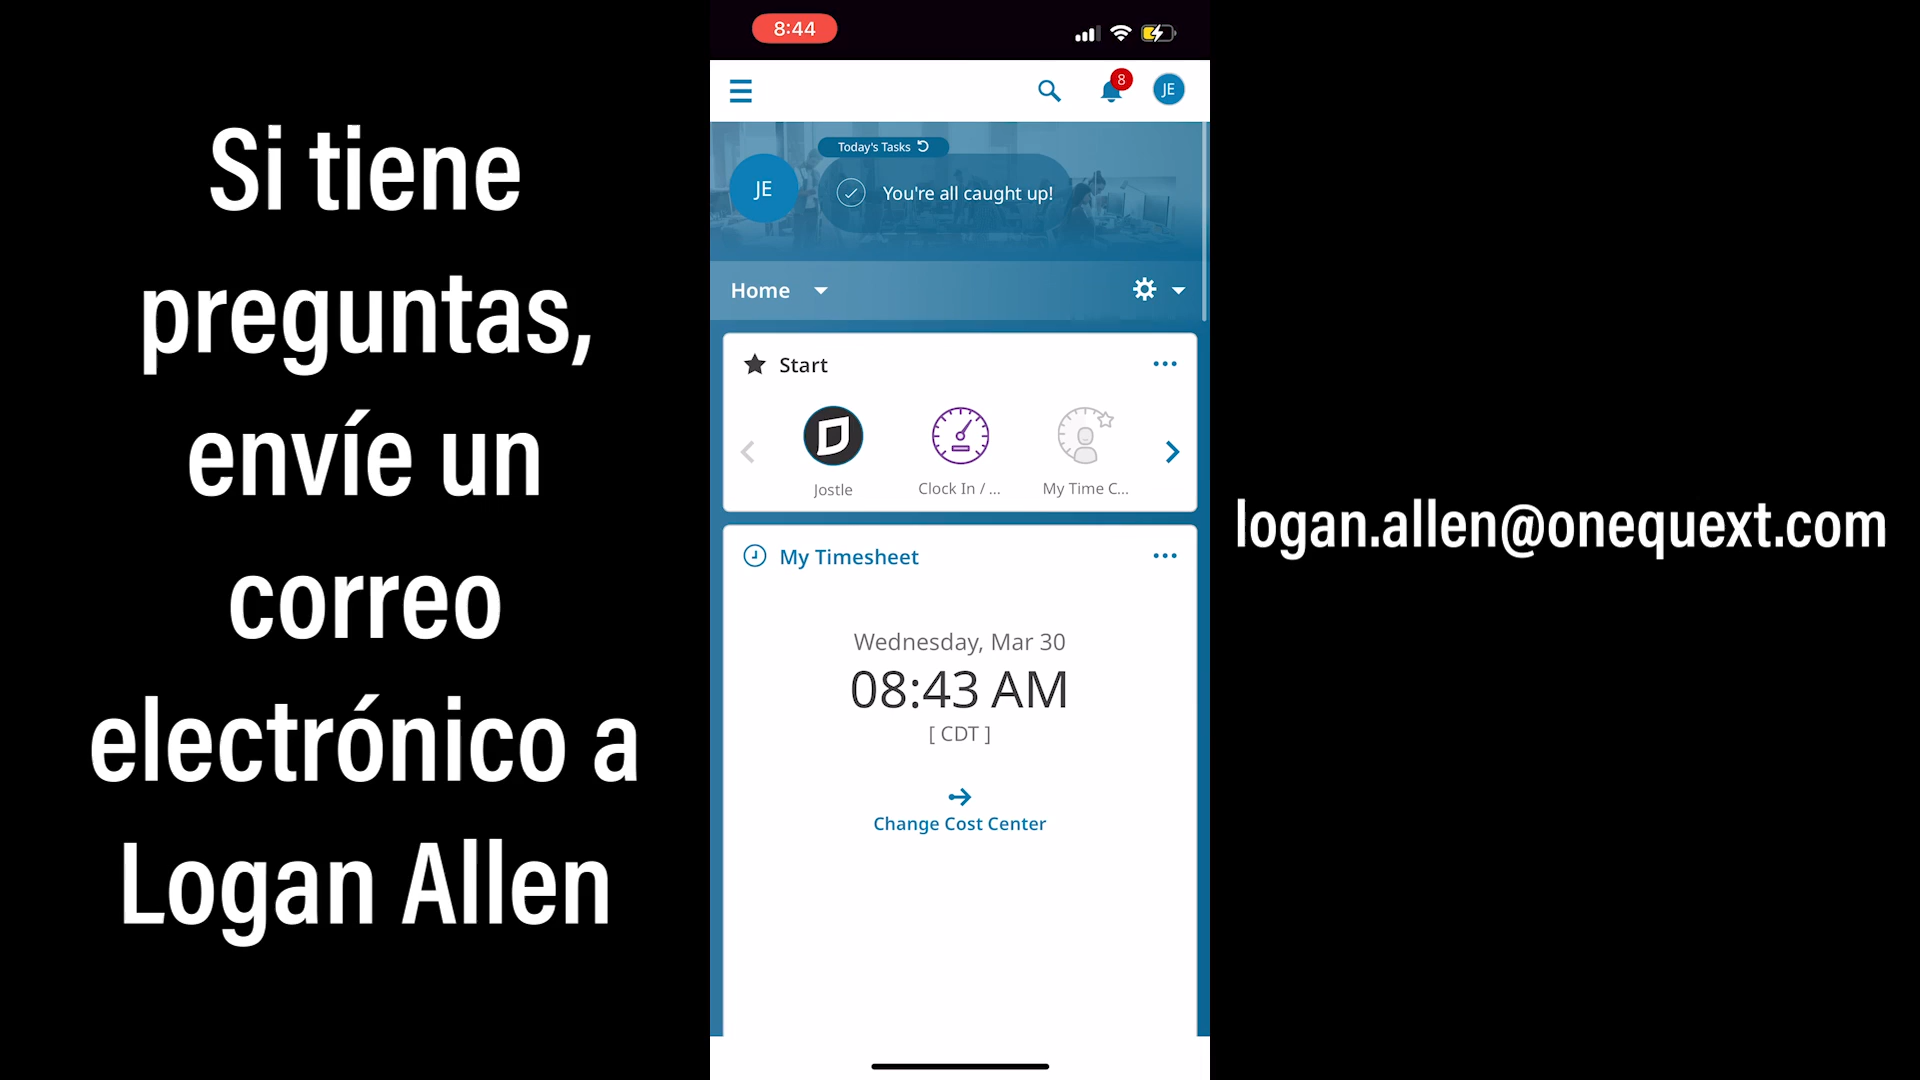 Si tiene
preguntas,
envíe un
correo
electrónico a
Logan Allen
8:44
8
JE
Today's Tasks
JE
You're all caught up!
Home
Start
Jostle
Clock In / ...
My Time C...
My Timesheet
Wednesday, Mar 30
08:43 AM
[ CDT ]
Change Cost Center
logan.allen@onequext.com